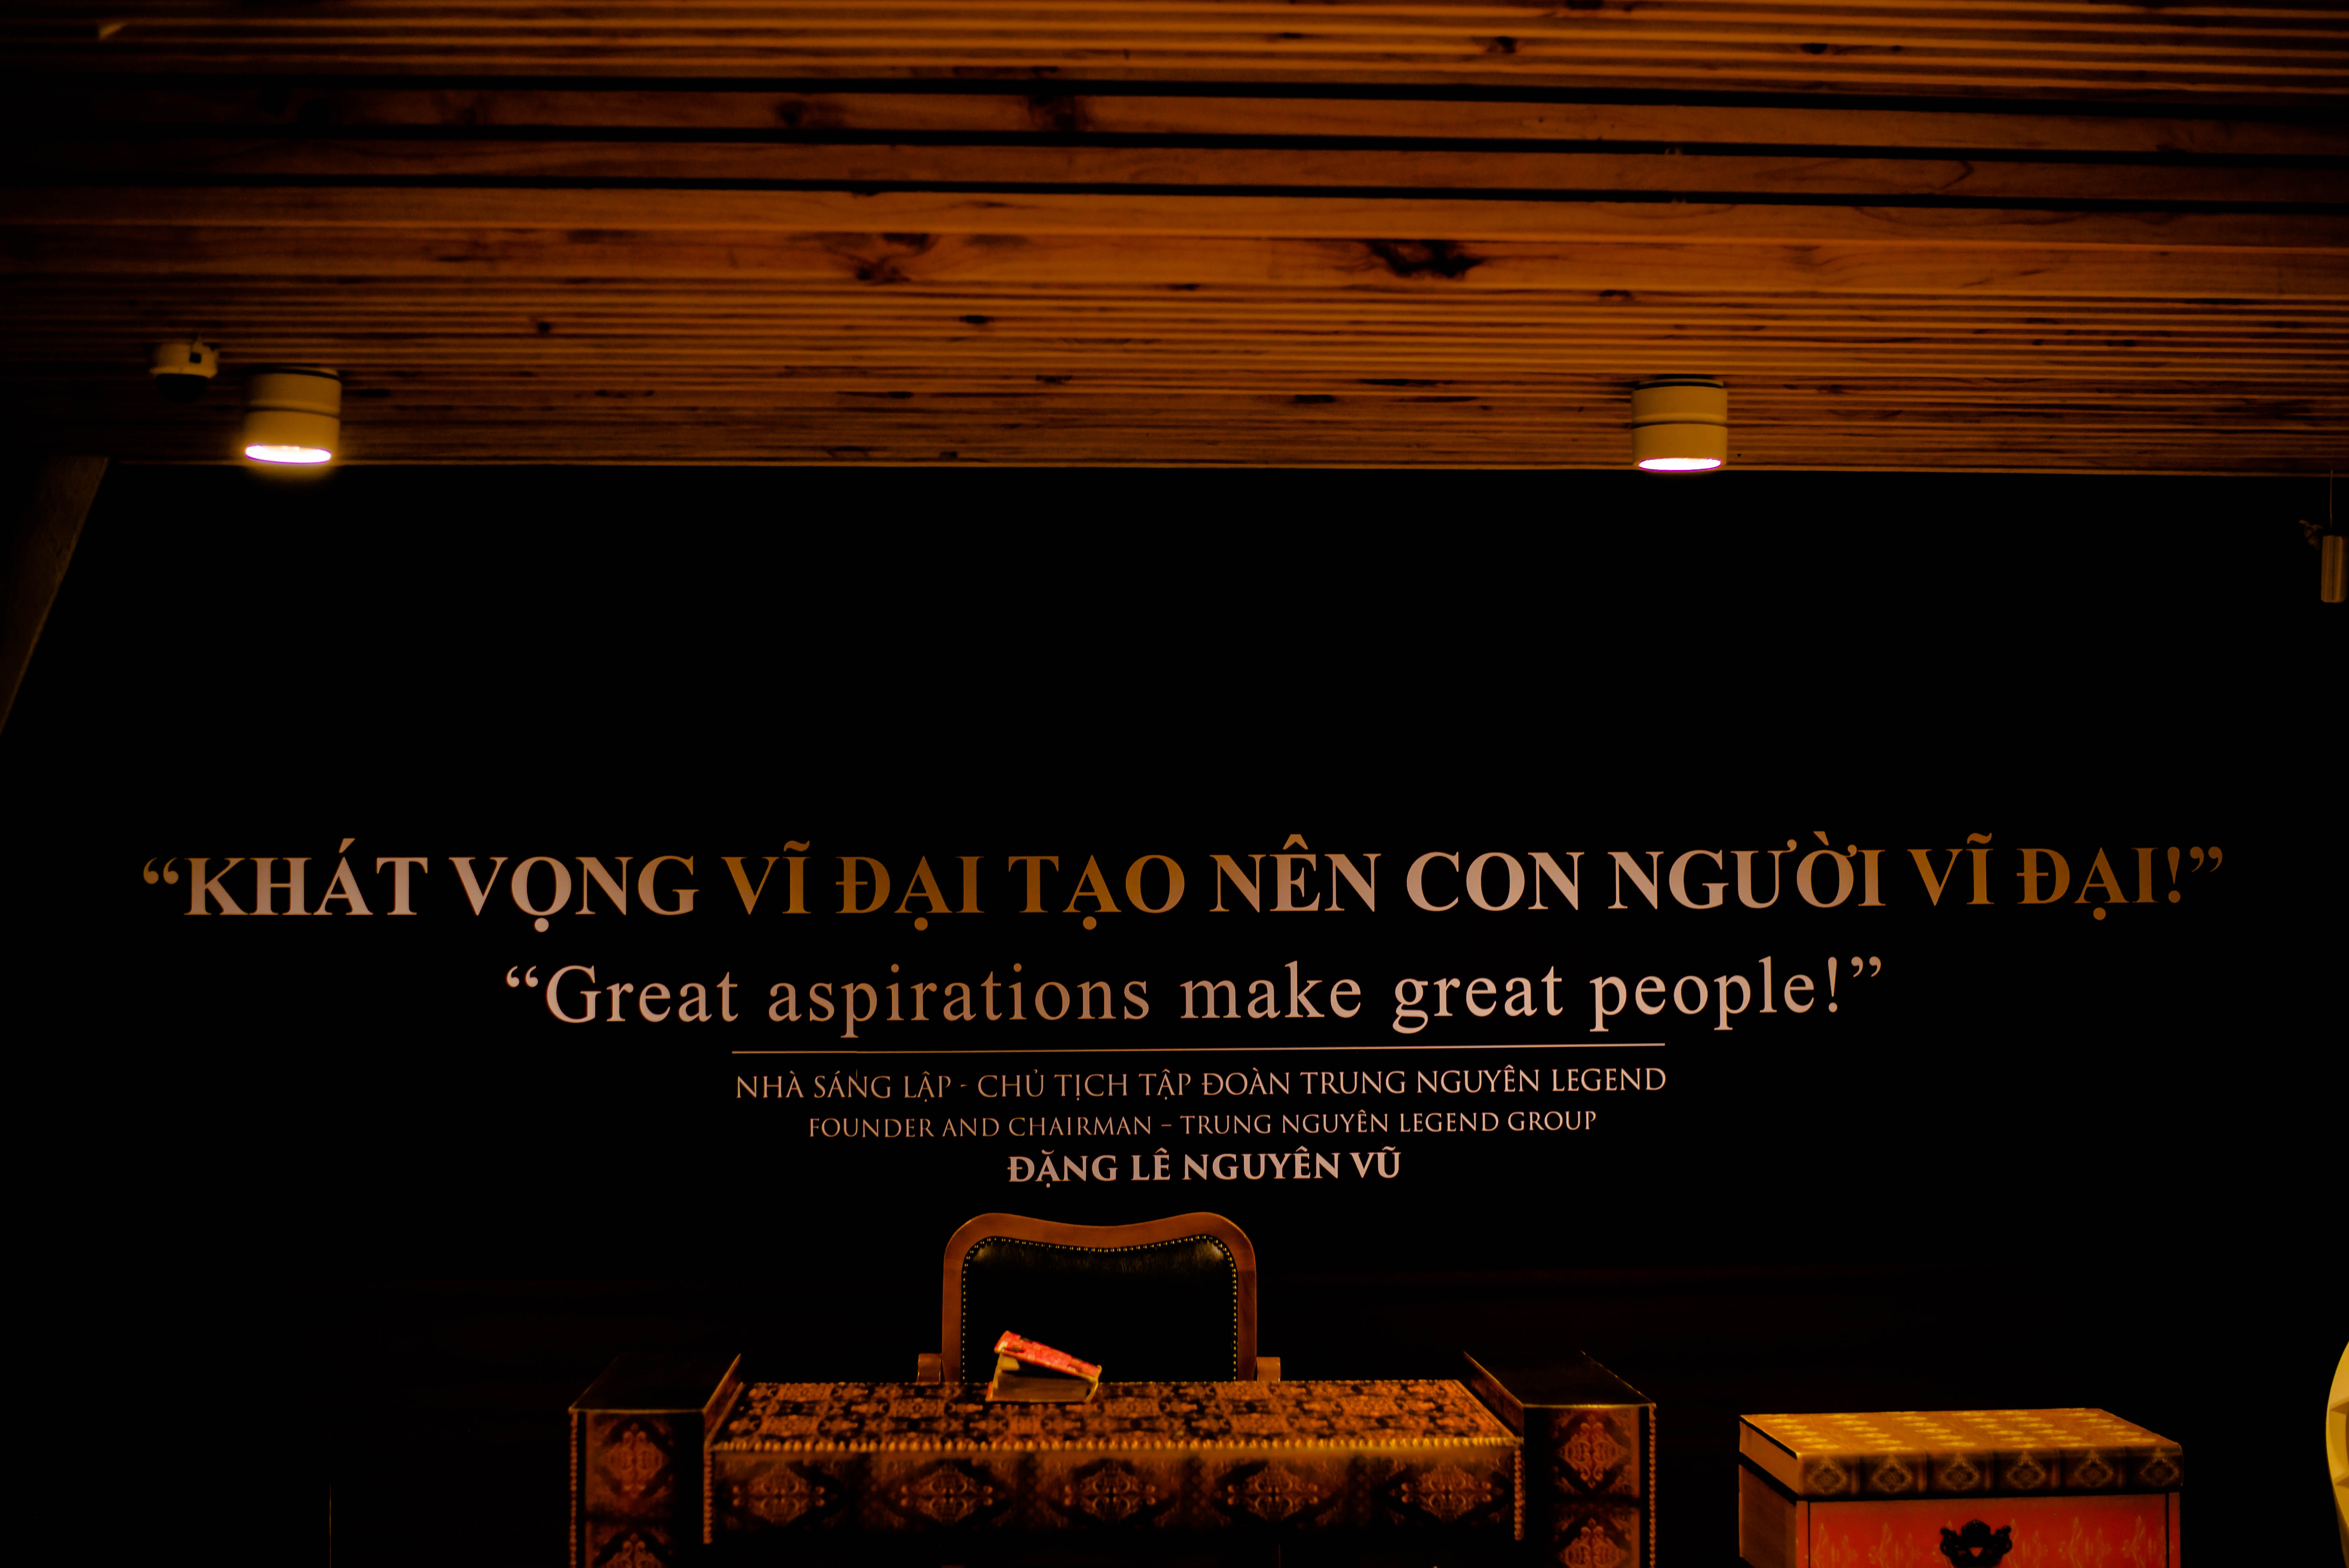 “KHÁT VỌNG VĨ ĐẠI TẠO NÊN CON NGƯỜI VĨ ĐẠI!”
“Great aspirations make great people!”
NHÀ SÁNG LẬP - CHỦ TỊCH TẬP ĐOÀN TRUNG NGUYÊN LEGEND
FOUNDER AND CHAIRMAN – TRUNG NGUYÊN LEGEND GROUP
ĐẶNG LÊ NGUYÊN VŨ